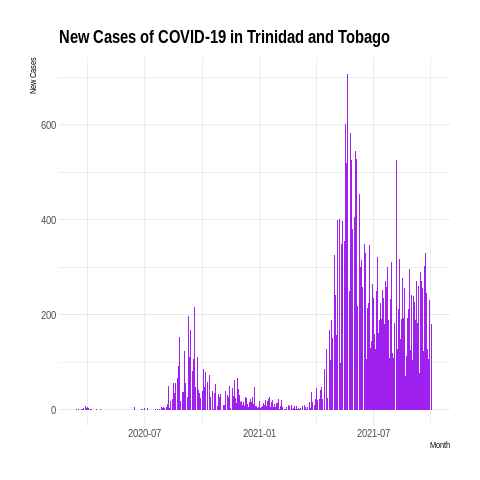 New Cases of COVID-19 in Trinidad and Tobago
New Cases
600
400
200
0
2020-07
2021-01
2021-07
Month